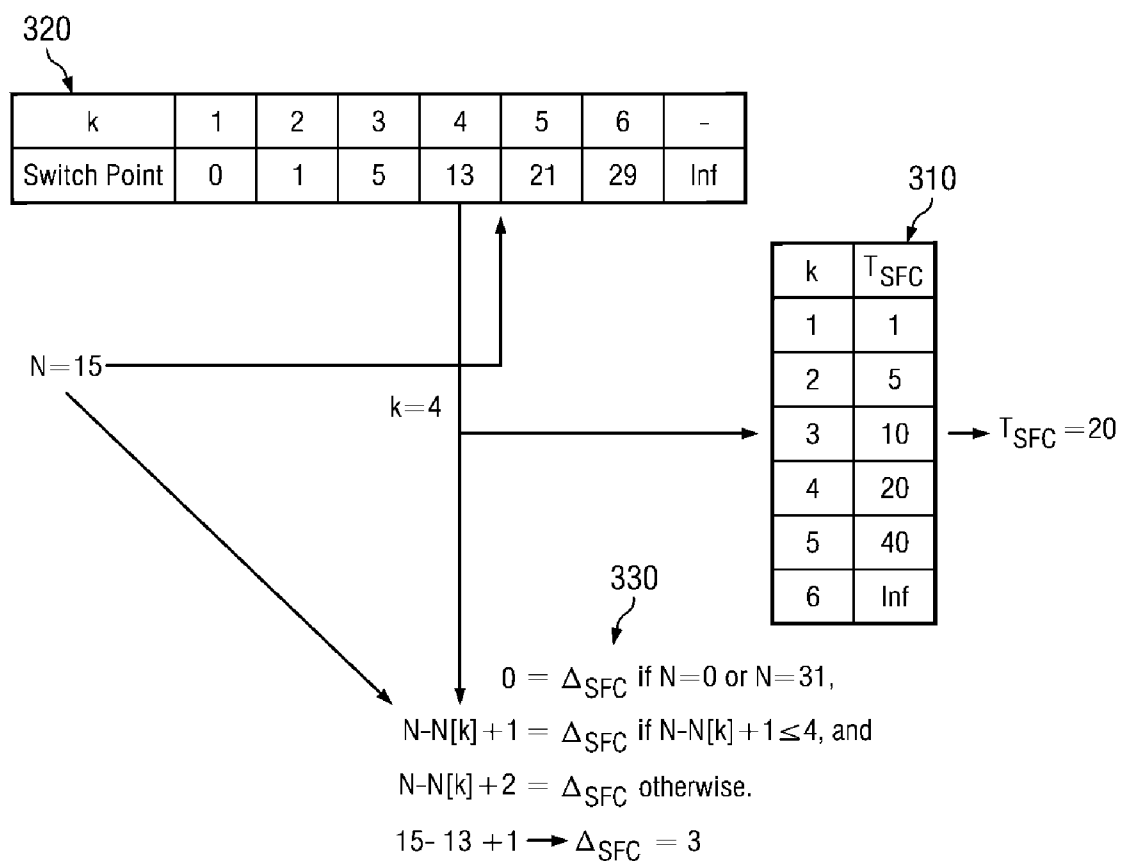 320
k 1 2 3 4 5 6 -
Switch Point 0 1 5 13 21 29 Inf
310
k T_SFC
1 1
2 5
3 10
4 20
5 40
6 Inf
N=15
k=4
T_SFC=20
330
0 = Δ_SFC if N=0 or N=31,
N-N[k]+1 = Δ_SFC if N-N[k]+1≤4, and
N-N[k]+2 = Δ_SFC otherwise.
15-13+1→Δ_SFC = 3